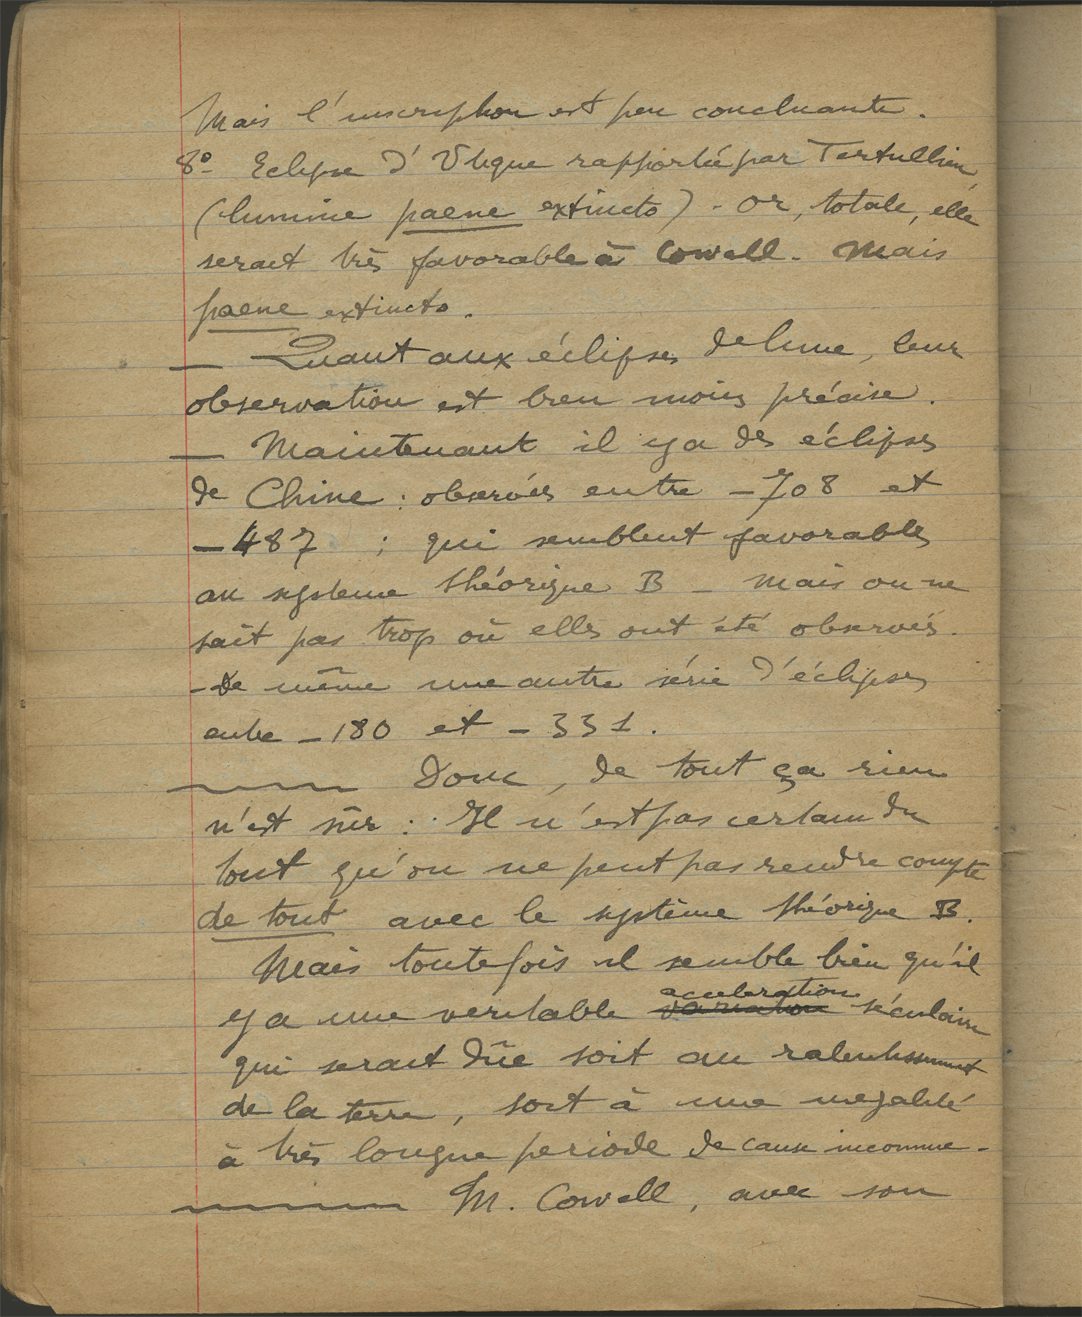 Mais l'inscription est peu concluante.
8º Eclipse d'Utique rapportée par Tertullien,
(lumine paene extincto) - or, totale, elle
serait très favorable à Cowell. Mais
paene extincto.
— Quant aux éclipses de lune, leur
observation est bien moins précise.
— Maintenant il y a des éclipses
de Chine : observées entre -708 et
-487 ; qui semblent favorables
au système théorique B - Mais on ne
sait pas trop où elles ont été observées.
- De même une autre série d'éclipses
entre -180 et -331.
Donc, de tout ça rien
n'est sûr : Il n'est pas certain du
tout qu'on ne peut pas rendre compte
de tout avec le système théorique B.
Mais toutefois il semble bien qu'il
acceleration
y a une veritable variation séculaire
qui serait dûe soit au ralentissement
de la terre, soit à une inégalité
à très longue periode de cause inconnue -
M. Cowell, avec son